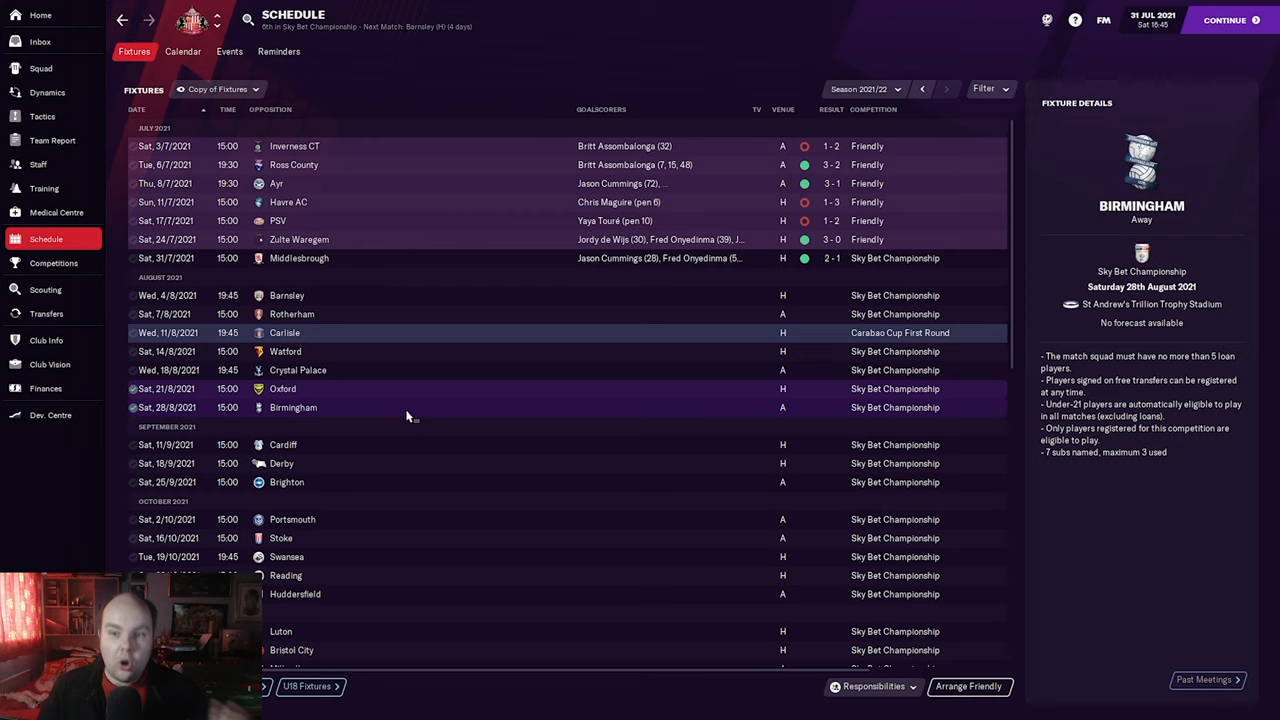 Home
Inbox
Squad
Dynamics
Tactics
Team Report
Staff
Training
Medical Centre
Schedule
Competitions
Scouting
Transfers
Club Info
Club Vision
Finances
Dev. Centre
SCHEDULE
6th in Sky Bet Championship - Next Match: Barnsley (H) (4 days)
?
FM
31 JUL 2021
Sat 16:45
CONTINUE
Fixtures Calendar Events Reminders
FIXTURES Copy of Fixtures Season 2021/22 Filter
DATE TIME OPPOSITION GOALSCORERS TV VENUE RESULT COMPETITION
JULY 2021
Sat, 3/7/2021 15:00 Inverness CT Britt Assombalonga (32) A 1 - 2 Friendly
Tue, 6/7/2021 19:30 Ross County Britt Assombalonga (7, 15, 48) A 3 - 2 Friendly
Thu, 8/7/2021 19:30 Ayr Jason Cummings (72), ... A 3 - 1 Friendly
Sun, 11/7/2021 15:00 Havre AC Chris Maguire (pen 6) H 1 - 3 Friendly
Sat, 17/7/2021 15:00 PSV Yaya Touré (pen 10) H 1 - 2 Friendly
Sat, 24/7/2021 15:00 Zulte Waregem Jordy de Wijs (30), Fred Onyedinma (39), J... H 3 - 0 Friendly
Sat, 31/7/2021 15:00 Middlesbrough Jason Cummings (28), Fred Onyedinma (5... H 2 - 1 Sky Bet Championship
AUGUST 2021
Wed, 4/8/2021 19:45 Barnsley H Sky Bet Championship
Sat, 7/8/2021 15:00 Rotherham A Sky Bet Championship
Wed, 11/8/2021 19:45 Carlisle H Carabao Cup First Round
Sat, 14/8/2021 15:00 Watford H Sky Bet Championship
Wed, 18/8/2021 19:45 Crystal Palace A Sky Bet Championship
Sat, 21/8/2021 15:00 Oxford H Sky Bet Championship
Sat, 28/8/2021 15:00 Birmingham A Sky Bet Championship
SEPTEMBER 2021
Sat, 11/9/2021 15:00 Cardiff H Sky Bet Championship
Sat, 18/9/2021 15:00 Derby H Sky Bet Championship
Sat, 25/9/2021 15:00 Brighton A Sky Bet Championship
OCTOBER 2021
Sat, 2/10/2021 15:00 Portsmouth A Sky Bet Championship
Sat, 16/10/2021 15:00 Stoke A Sky Bet Championship
Tue, 19/10/2021 19:45 Swansea H Sky Bet Championship
Reading H Sky Bet Championship
Huddersfield A Sky Bet Championship
Luton H Sky Bet Championship
Bristol City H Sky Bet Championship
U18 Fixtures
Responsibilities
Arrange Friendly
FIXTURE DETAILS
BIRMINGHAM
Away
Sky Bet Championship
Saturday 28th August 2021
St Andrew's Trillion Trophy Stadium
No forecast available
- The match squad must have no more than 5 loan
players.
- Players signed on free transfers can be registered
at any time.
- Under-21 players are automatically eligible to play
in all matches (excluding loans).
- Only players registered for this competition are
eligible to play.
- 7 subs named, maximum 3 used
Past Meetings